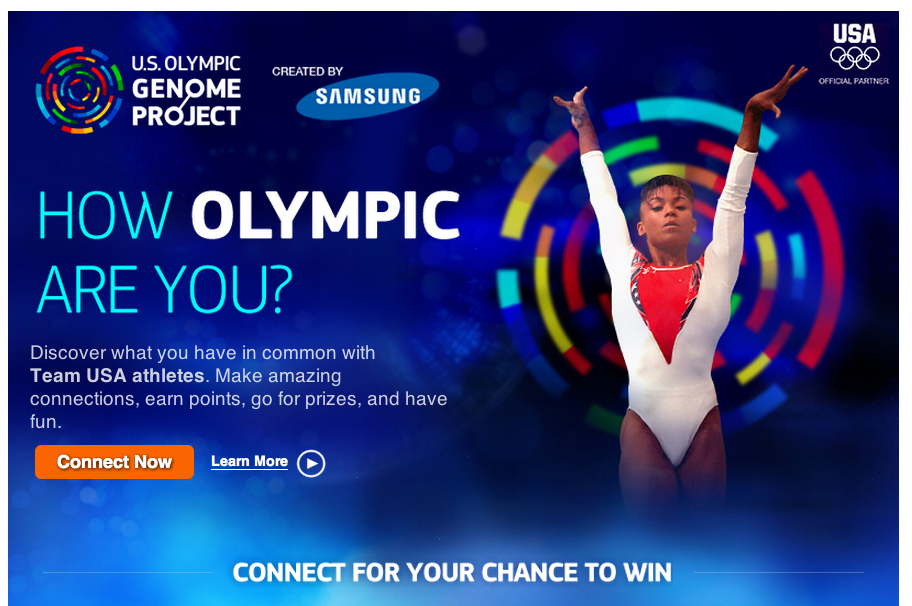 U.S. OLYMPIC
GENOME
PROJECT
CREATED BY
SAMSUNG
USA
OFFICIAL PARTNER
HOW OLYMPIC
ARE YOU?
Discover what you have in common with
Team USA athletes. Make amazing
connections, earn points, go for prizes, and have
fun.
Connect Now
Learn More
CONNECT FOR YOUR CHANCE TO WIN